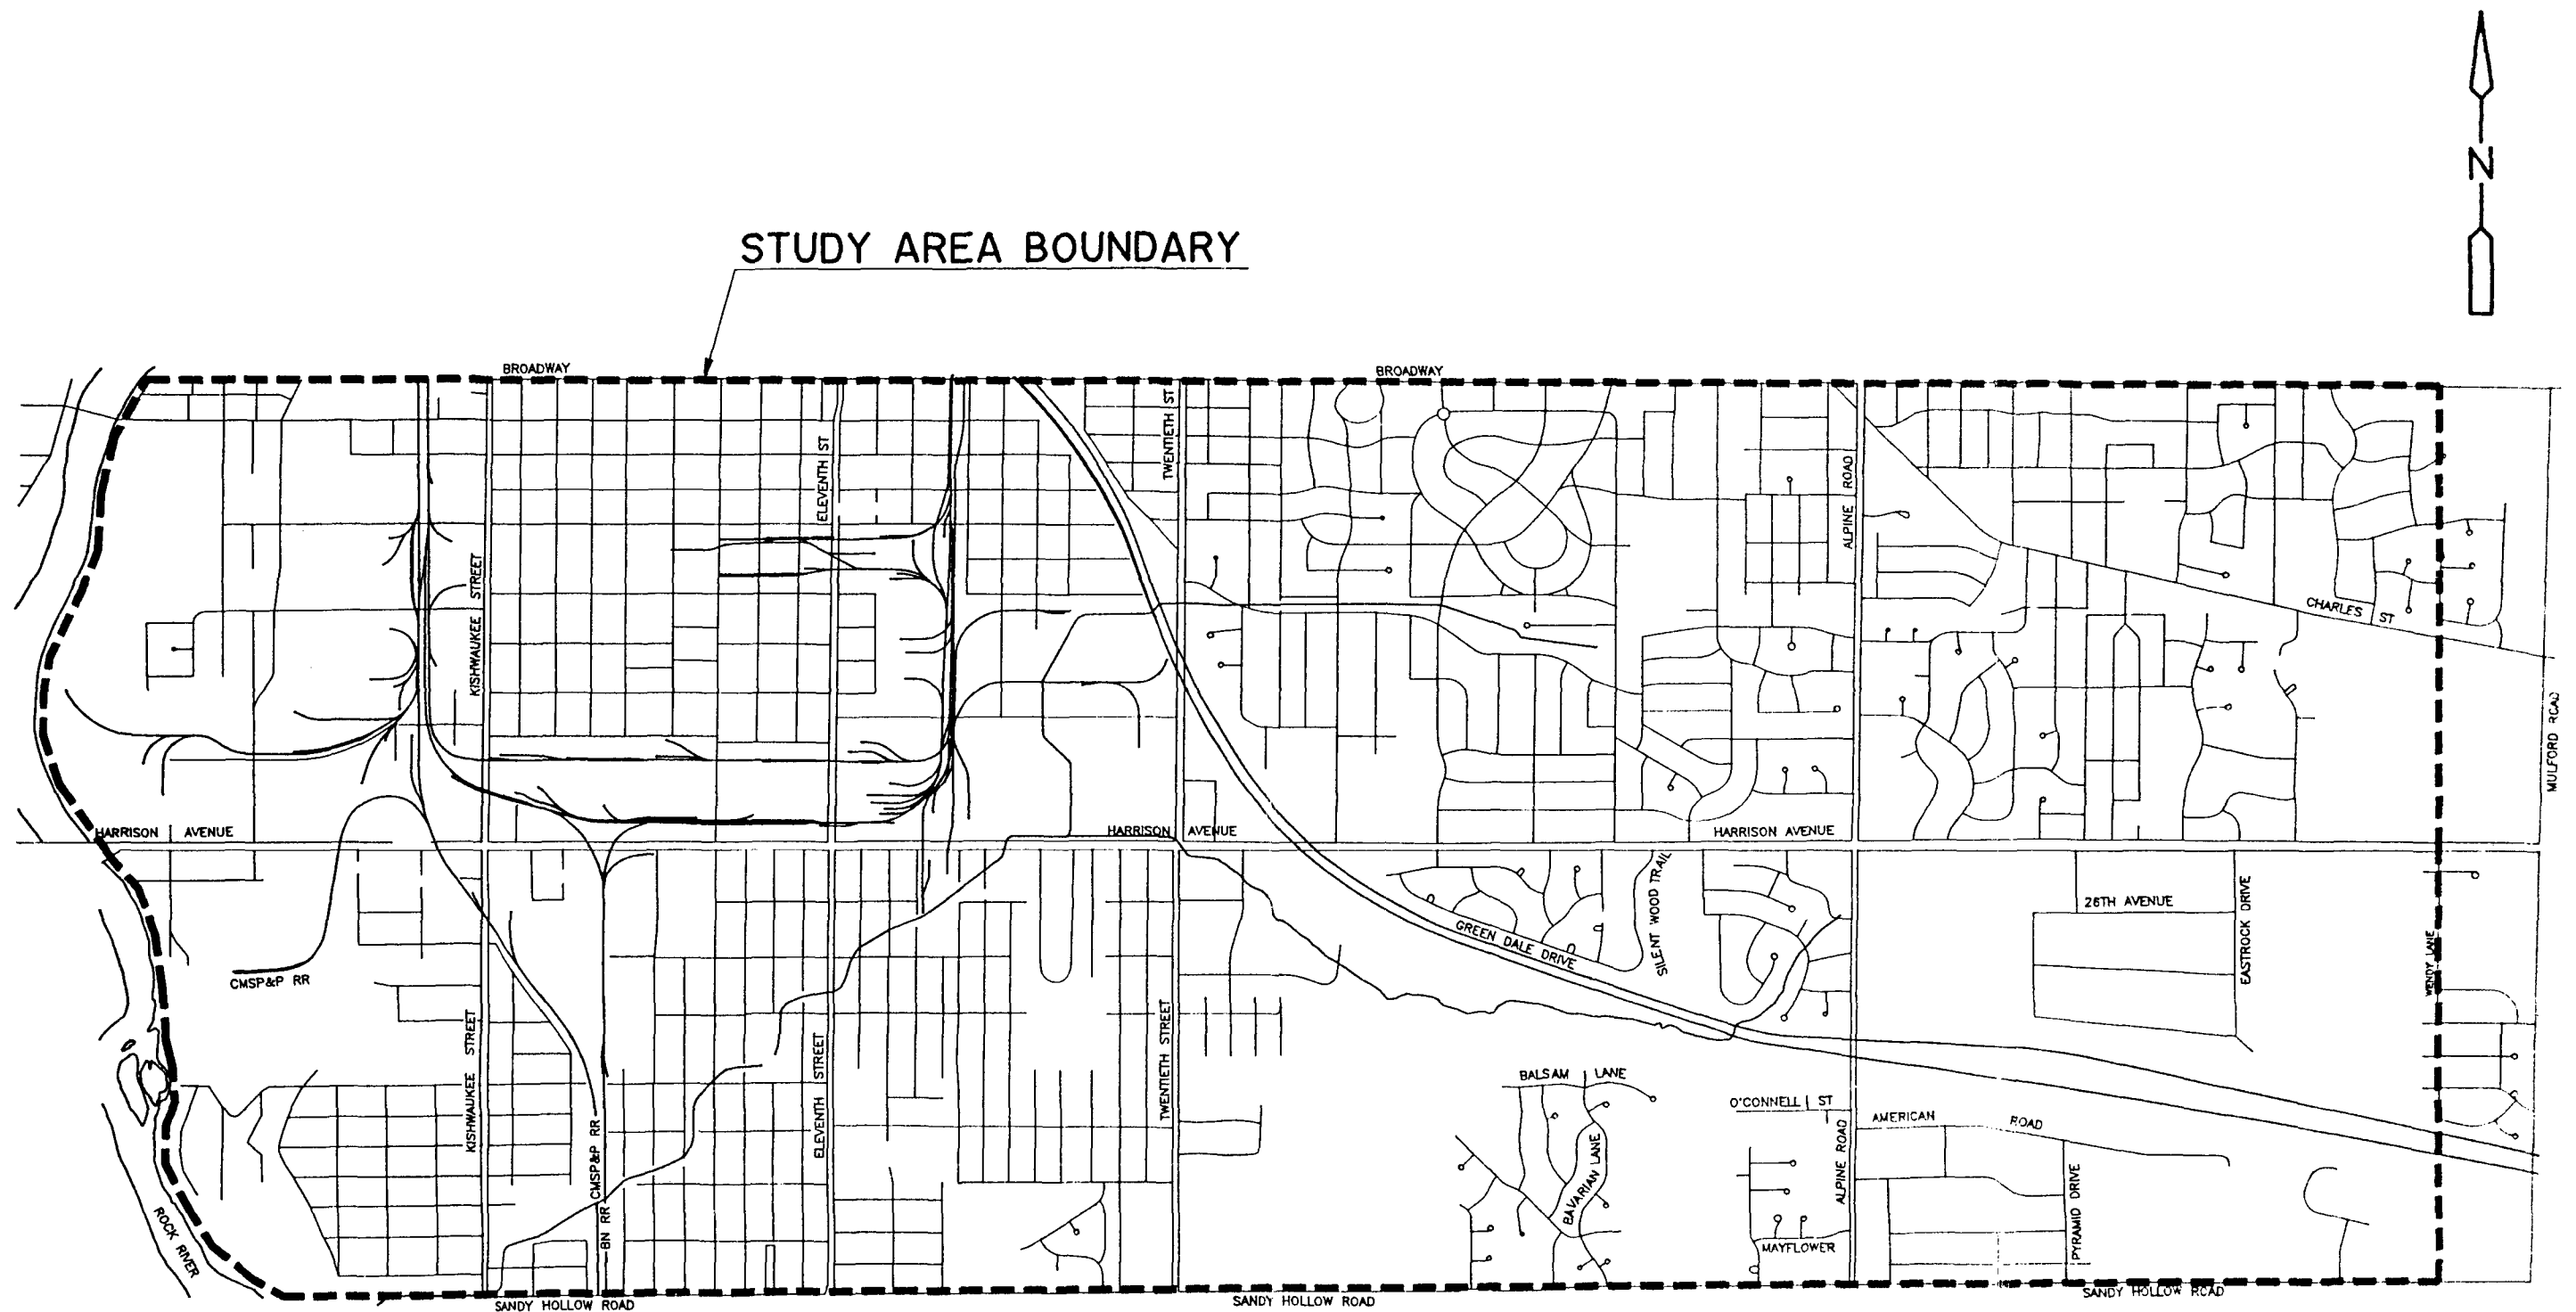 N
STUDY AREA BOUNDARY
BROADWAY
BROADWAY
TWENTIETH ST
ELEVENTH ST
ALPINE ROAD
KISHWAUKEE STREET
CHARLES ST
MULFORD ROAD
HARRISON AVENUE
HARRISON AVENUE
HARRISON AVENUE
SILENT WOOD TRAIL
26TH AVENUE
EASTROCK DRIVE
GREEN DALE DRIVE
WENDY LANE
CMSP&P RR
KISHWAUKEE STREET
ELEVENTH STREET
TWENTIETH STREET
BALSAM LANE
O'CONNELL ST
AMERICAN ROAD
ALPINE ROAD
BN RR CMSP&P RR
BAVARIAN LANE
PYRAMID DRIVE
ROCK RIVER
MAYFLOWER
SANDY HOLLOW ROAD
SANDY HOLLOW ROAD
SANDY HOLLOW ROAD